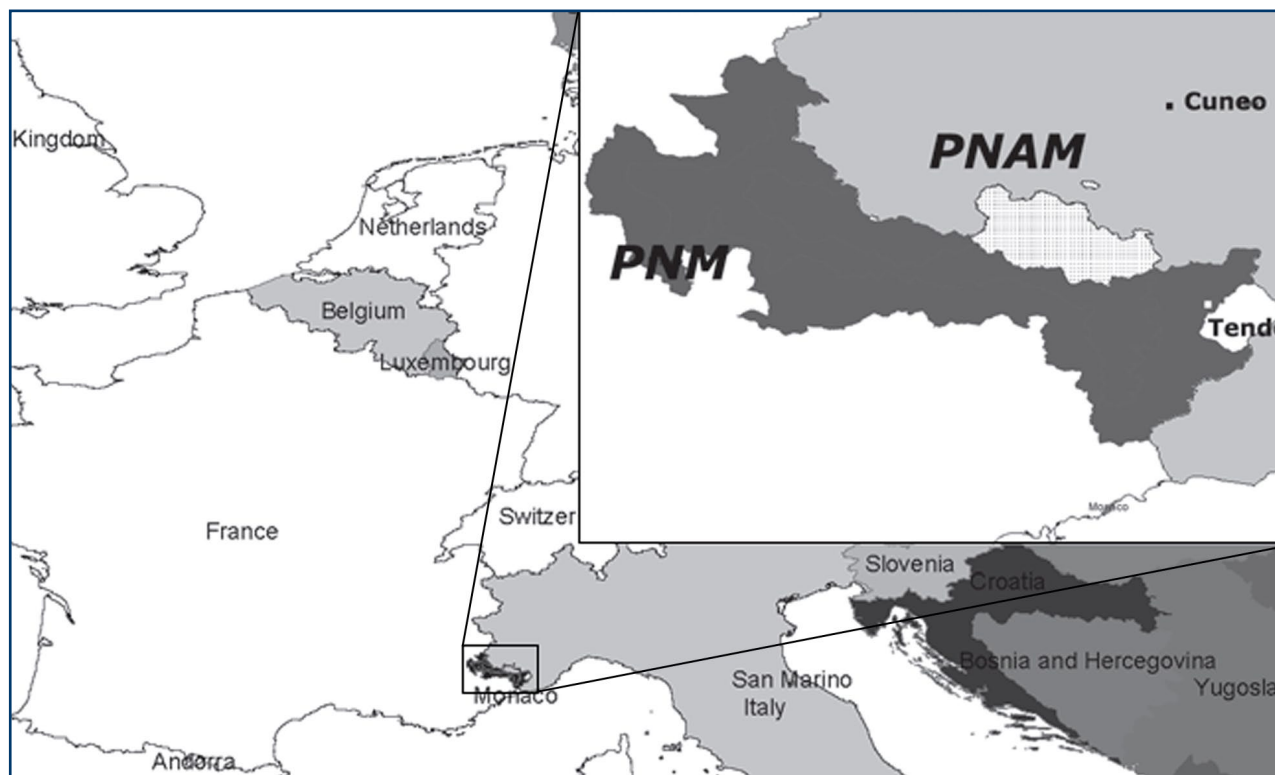 Cuneo
PNAM
Kingdom
Netherlands
PNM
Belgium
Tend
Luxembourg
Monaco
France
Switzer
Slovenia
Croatia
Bosnia and Hercegovina
San Marino
Yugosla
Monaco
Italy
Andorra